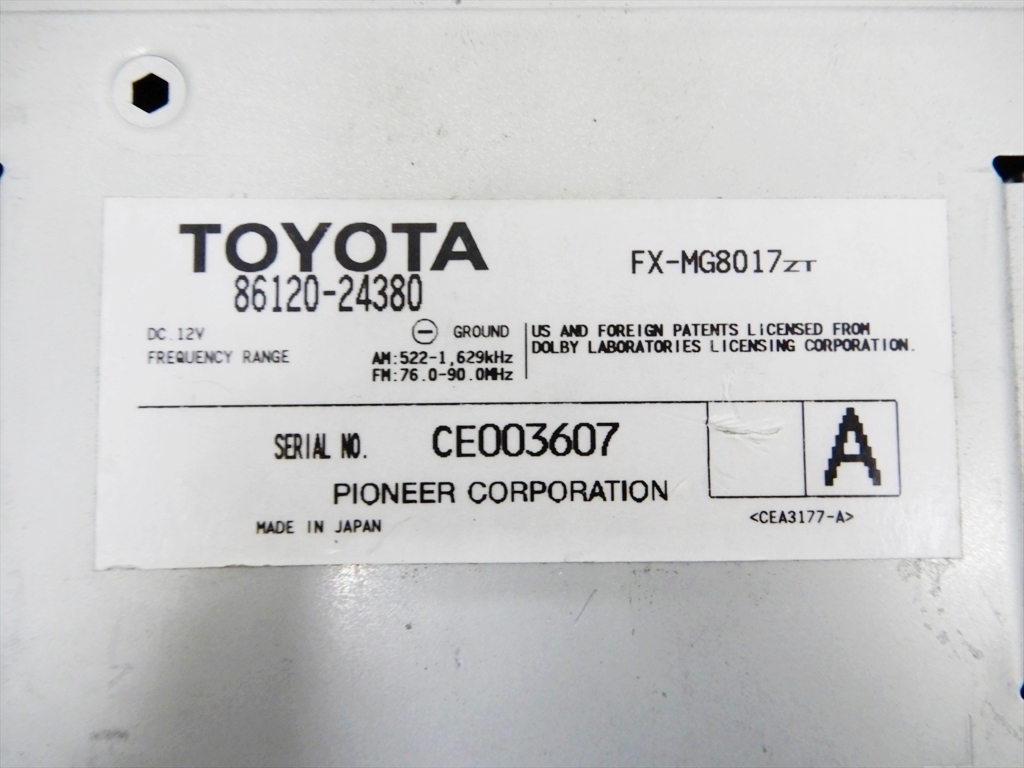 TOYOTA
86120-24380
FX-MG8017ZT
DC.12V
⊖ GROUND
FREQUENCY RANGE
AM:522-1,629kHz
FM:76.0-90.0MHz
US AND FOREIGN PATENTS LICENSED FROM
DOLBY LABORATORIES LICENSING CORPORATION.
SERIAL NO. CE003607
A
PIONEER CORPORATION
MADE IN JAPAN
<CEA3177-A>